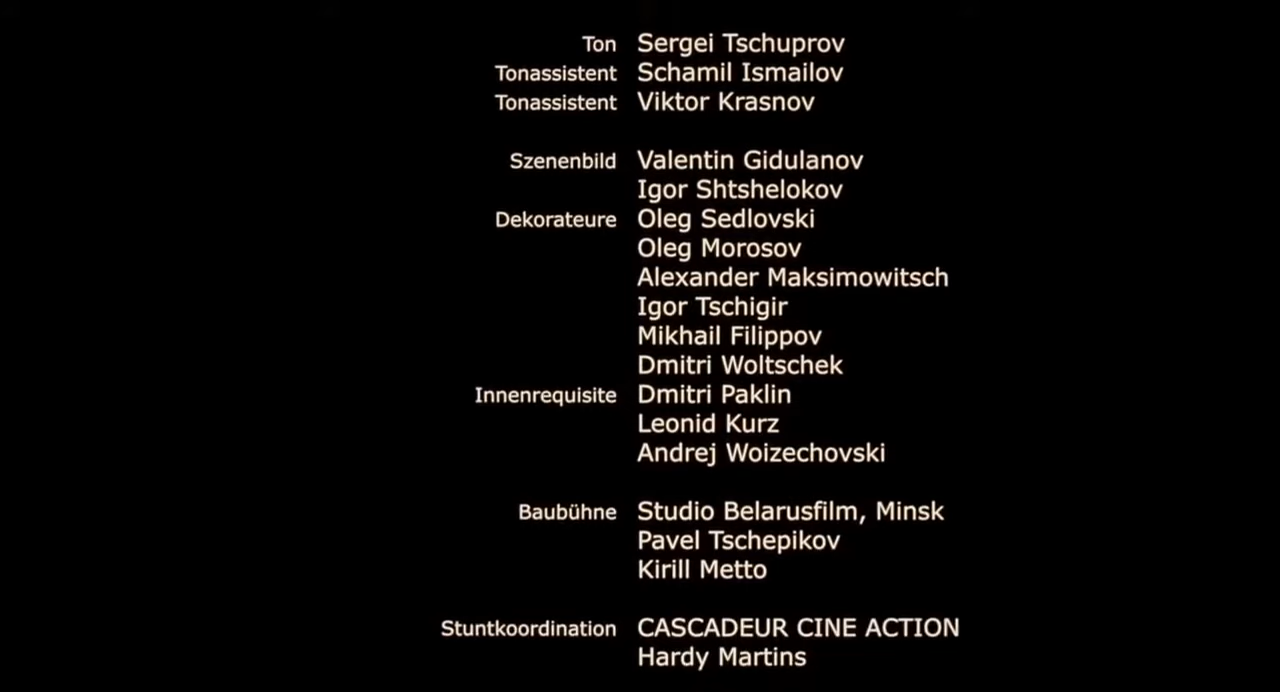 Ton Sergei Tschuprov
Tonassistent Schamil Ismailov
Tonassistent Viktor Krasnov
Szenenbild Valentin Gidulanov
Igor Shtshelokov
Dekorateure Oleg Sedlovski
Oleg Morosov
Alexander Maksimowitsch
Igor Tschigir
Mikhail Filippov
Dmitri Woltschek
Innenrequisite Dmitri Paklin
Leonid Kurz
Andrej Woizechovski
Baubühne Studio Belarusfilm, Minsk
Pavel Tschepikov
Kirill Metto
Stuntkoordination CASCADEUR CINE ACTION
Hardy Martins